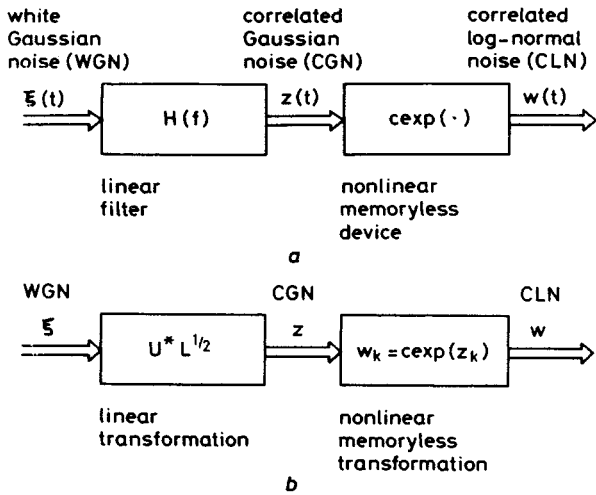 white
Gaussian
noise (WGN)
correlated
Gaussian
noise (CGN)
correlated
log-normal
noise (CLN)
ξ(t)
H(f)
z(t)
cexp(·)
w(t)
linear
filter
nonlinear
memoryless
device
a
WGN
CGN
CLN
ξ
U* L^1/2
z
w_k = cexp(z_k)
w
linear
transformation
nonlinear
memoryless
transformation
b